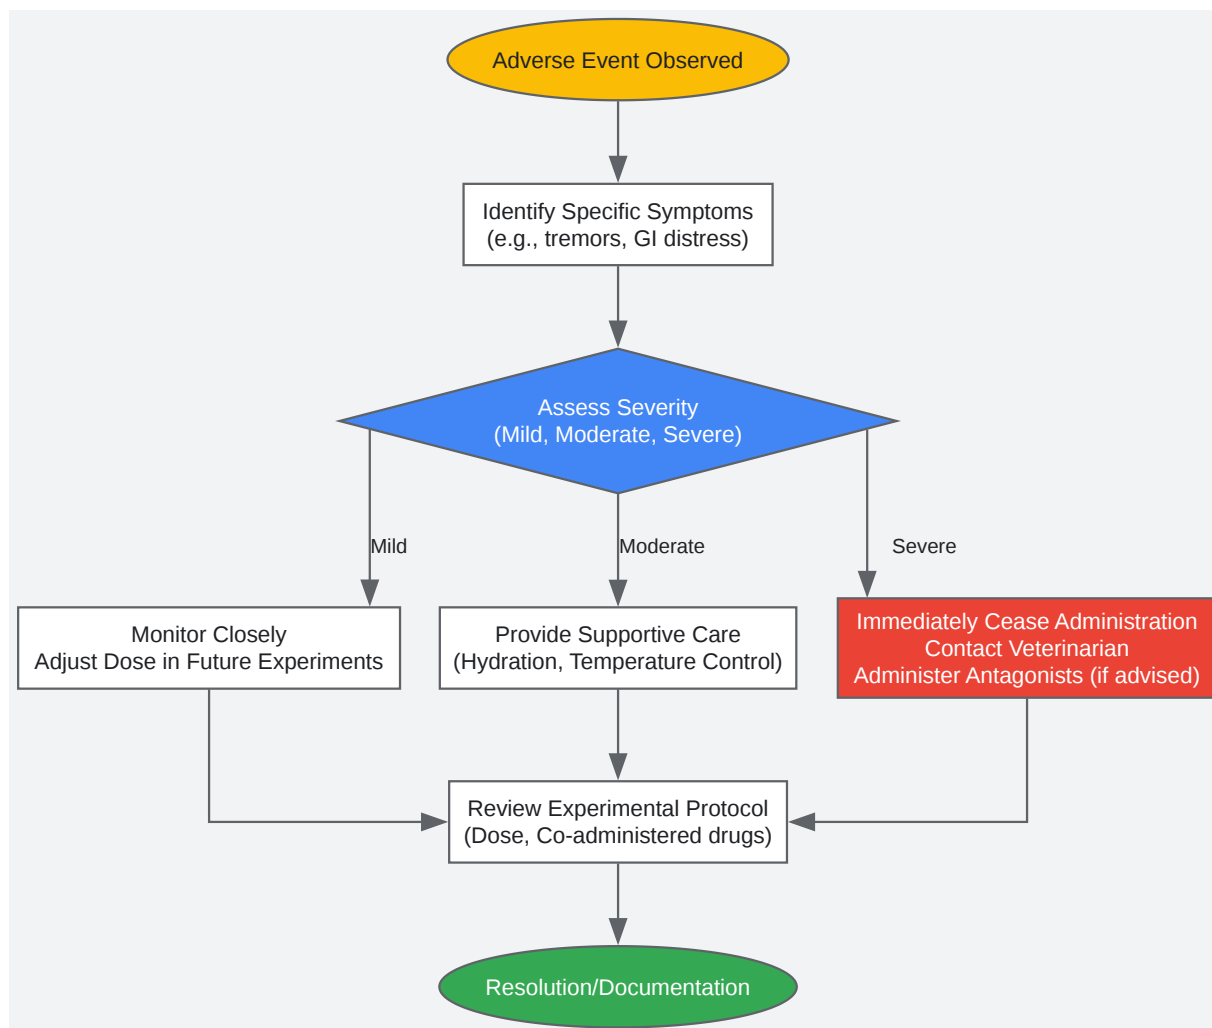 Adverse Event Observed
Identify Specific Symptoms
(e.g., tremors, GI distress)
Assess Severity
(Mild, Moderate, Severe)
Mild
Moderate
Severe
Monitor Closely
Adjust Dose in Future Experiments
Provide Supportive Care
(Hydration, Temperature Control)
Immediately Cease Administration
Contact Veterinarian
Administer Antagonists (if advised)
Review Experimental Protocol
(Dose, Co-administered drugs)
Resolution/Documentation